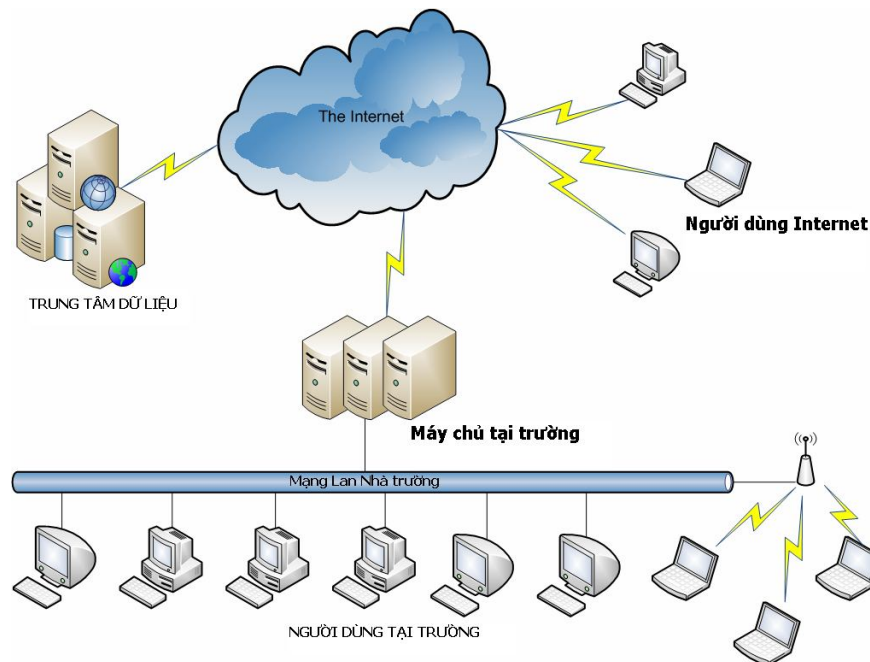 The Internet
Người dùng Internet
TRUNG TÂM DỮ LIỆU
Máy chủ tại trường
Mạng Lan Nhà trường
NGƯỜI DÙNG TẠI TRƯỜNG